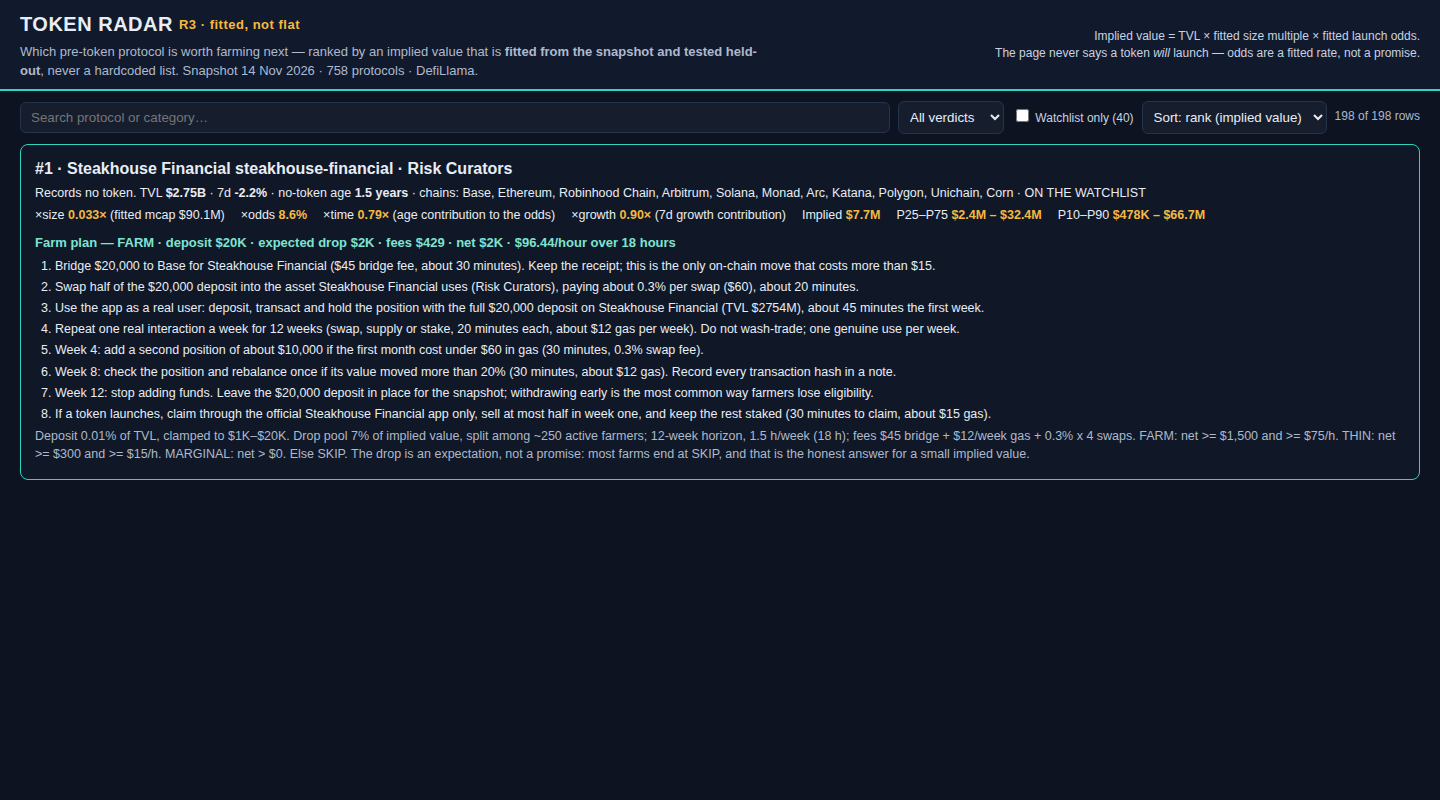 TOKEN RADAR R3 · fitted, not flat
Which pre-token protocol is worth farming next — ranked by an implied value that is fitted from the snapshot and tested held-
out, never a hardcoded list. Snapshot 14 Nov 2026 · 758 protocols · DefiLlama.
Implied value = TVL × fitted size multiple × fitted launch odds.
The page never says a token will launch — odds are a fitted rate, not a promise.
Search protocol or category…
All verdicts
Watchlist only (40)
Sort: rank (implied value)
198 of 198 rows
#1 · Steakhouse Financial steakhouse-financial · Risk Curators
Records no token. TVL $2.75B · 7d -2.2% · no-token age 1.5 years · chains: Base, Ethereum, Robinhood Chain, Arbitrum, Solana, Monad, Arc, Katana, Polygon, Unichain, Corn · ON THE WATCHLIST
×size 0.033× (fitted mcap $90.1M) ×odds 8.6% ×time 0.79× (age contribution to the odds) ×growth 0.90× (7d growth contribution) Implied $7.7M P25–P75 $2.4M – $32.4M P10–P90 $478K – $66.7M
Farm plan — FARM · deposit $20K · expected drop $2K · fees $429 · net $2K · $96.44/hour over 18 hours
1. Bridge $20,000 to Base for Steakhouse Financial ($45 bridge fee, about 30 minutes). Keep the receipt; this is the only on-chain move that costs more than $15.
2. Swap half of the $20,000 deposit into the asset Steakhouse Financial uses (Risk Curators), paying about 0.3% per swap ($60), about 20 minutes.
3. Use the app as a real user: deposit, transact and hold the position with the full $20,000 deposit on Steakhouse Financial (TVL $2754M), about 45 minutes the first week.
4. Repeat one real interaction a week for 12 weeks (swap, supply or stake, 20 minutes each, about $12 gas per week). Do not wash-trade; one genuine use per week.
5. Week 4: add a second position of about $10,000 if the first month cost under $60 in gas (30 minutes, 0.3% swap fee).
6. Week 8: check the position and rebalance once if its value moved more than 20% (30 minutes, about $12 gas). Record every transaction hash in a note.
7. Week 12: stop adding funds. Leave the $20,000 deposit in place for the snapshot; withdrawing early is the most common way farmers lose eligibility.
8. If a token launches, claim through the official Steakhouse Financial app only, sell at most half in week one, and keep the rest staked (30 minutes to claim, about $15 gas).
Deposit 0.01% of TVL, clamped to $1K–$20K. Drop pool 7% of implied value, split among ~250 active farmers; 12-week horizon, 1.5 h/week (18 h); fees $45 bridge + $12/week gas + 0.3% x 4 swaps. FARM: net >= $1,500 and >= $75/h. THIN: net
>= $300 and >= $15/h. MARGINAL: net > $0. Else SKIP. The drop is an expectation, not a promise: most farms end at SKIP, and that is the honest answer for a small implied value.